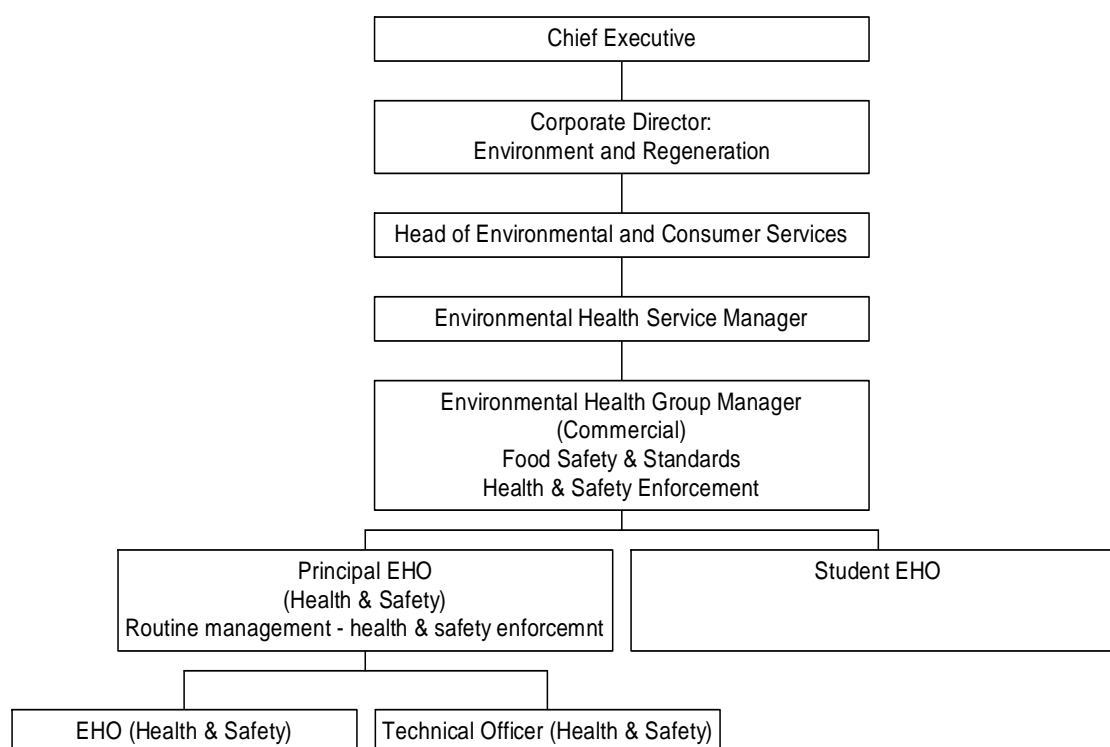 Chief Executive
Corporate Director:
Environment and Regeneration
Head of Environmental and Consumer Services
Environmental Health Service Manager
Environmental Health Group Manager
(Commercial)
Food Safety & Standards
Health & Safety Enforcement
Principal EHO
(Health & Safety)
Routine management - health & safety enforcemnt
Student EHO
EHO (Health & Safety)
Technical Officer (Health & Safety)